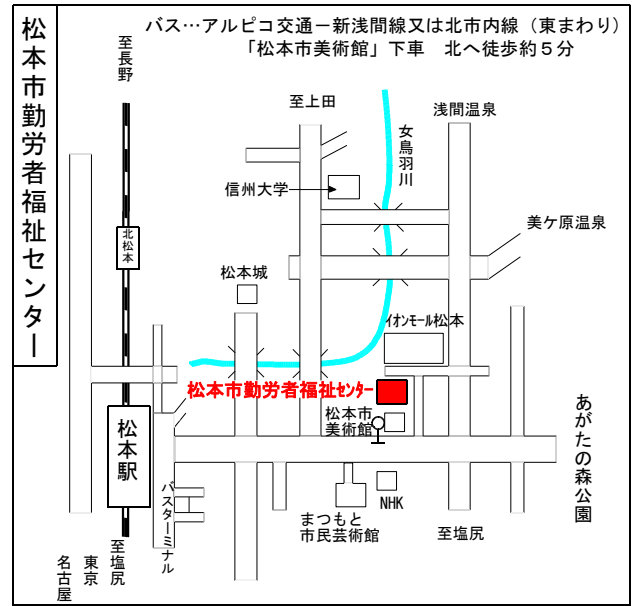 松本市勤労者福祉センター
バス…アルピコ交通－新浅間線又は北市内線（東まわり）
「松本市美術館」下車　北へ徒歩約５分
至長野
至上田
浅間温泉
女鳥羽川
信州大学
美ケ原温泉
北松本
松本城
イオンモール松本
松本市勤労者福祉センター
松本市
美術館
あがたの森公園
松本駅
バスターミナル
NHK
まつもと
市民芸術館
至塩尻
至塩尻
東京
名古屋